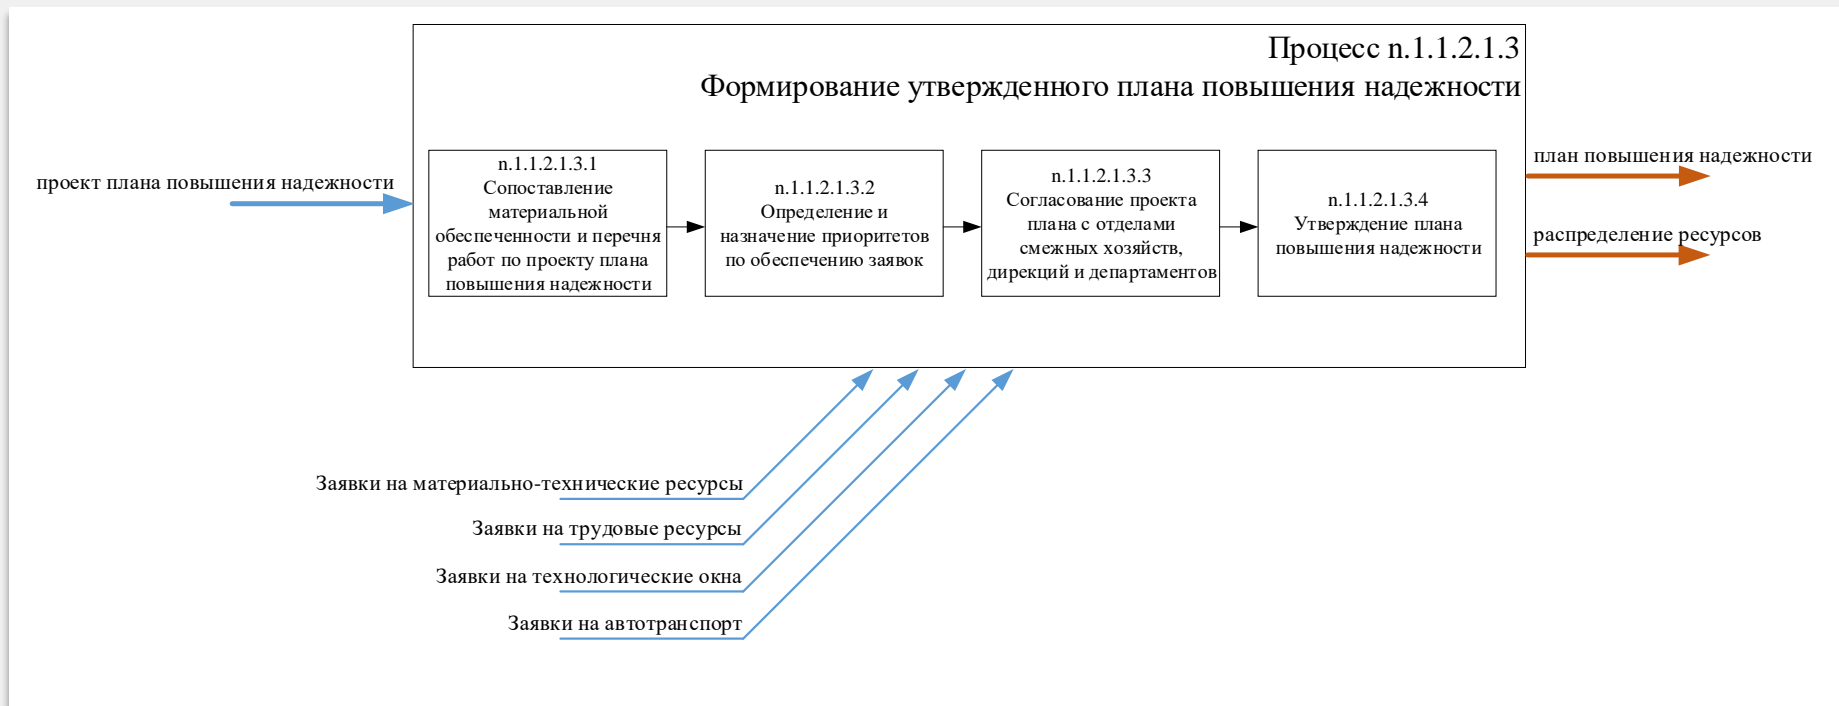 Процесс n.1.1.2.1.3
Формирование утвержденного плана повышения надежности
проект плана повышения надежности
n.1.1.2.1.3.1
Сопоставление
материальной
обеспеченности и перечня
работ по проекту плана
повышения надежности
n.1.1.2.1.3.2
Определение и
назначение приоритетов
по обеспечению заявок
n.1.1.2.1.3.3
Согласование проекта
плана с отделами
смежных хозяйств,
дирекций и департаментов
n.1.1.2.1.3.4
Утверждение плана
повышения надежности
план повышения надежности
распределение ресурсов
Заявки на материально-технические ресурсы
Заявки на трудовые ресурсы
Заявки на технологические окна
Заявки на автотранспорт